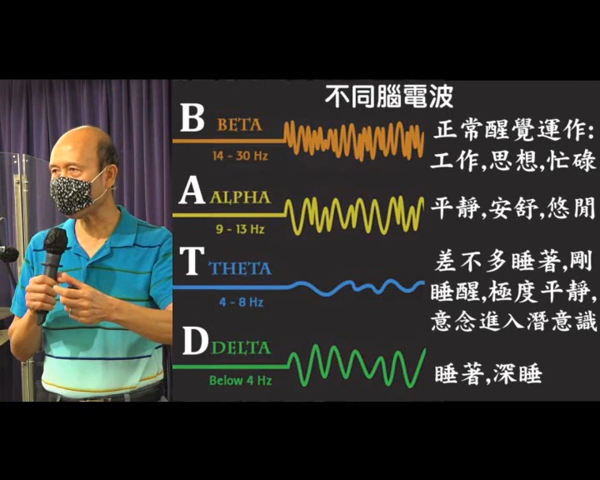 不同腦電波
B BETA
14 - 30 Hz
正常醒覺運作:
工作,思想,忙碌
A ALPHA
9 - 13 Hz
平靜,安舒,悠閒
T THETA
4 - 8 Hz
差不多睡著,剛
睡醒,極度平靜,
意念進入潛意識
D DELTA
Below 4 Hz
睡著,深睡